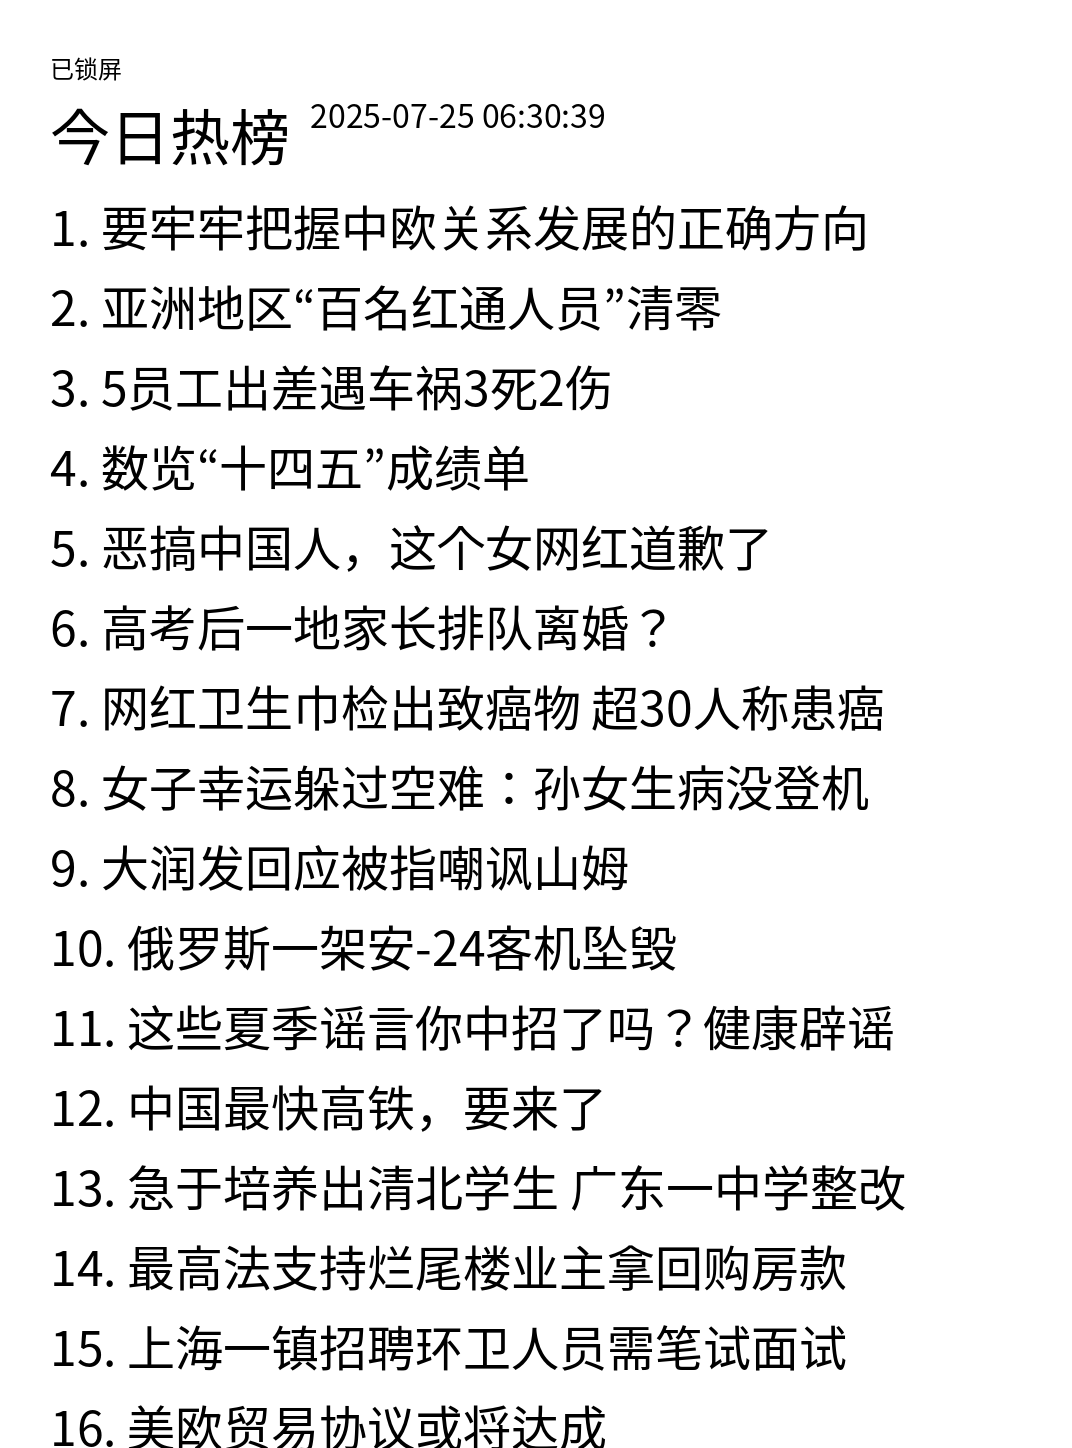 已锁屏
今日热榜 2025-07-25 06:30:39
1. 要牢牢把握中欧关系发展的正确方向
2. 亚洲地区“百名红通人员”清零
3. 5员工出差遇车祸3死2伤
4. 数览“十四五”成绩单
5. 恶搞中国人，这个女网红道歉了
6. 高考后一地家长排队离婚？
7. 网红卫生巾检出致癌物 超30人称患癌
8. 女子幸运躲过空难：孙女生病没登机
9. 大润发回应被指嘲讽山姆
10. 俄罗斯一架安-24客机坠毁
11. 这些夏季谣言你中招了吗？健康辟谣
12. 中国最快高铁，要来了
13. 急于培养出清北学生 广东一中学整改
14. 最高法支持烂尾楼业主拿回购房款
15. 上海一镇招聘环卫人员需笔试面试
16. 美欧贸易协议或将达成